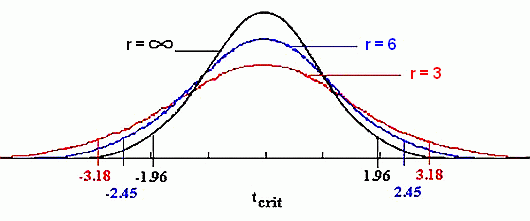 r = ∞
r = 6
r = 3
-3.18
-2.45
-1.96
1.96
2.45
3.18
t crit